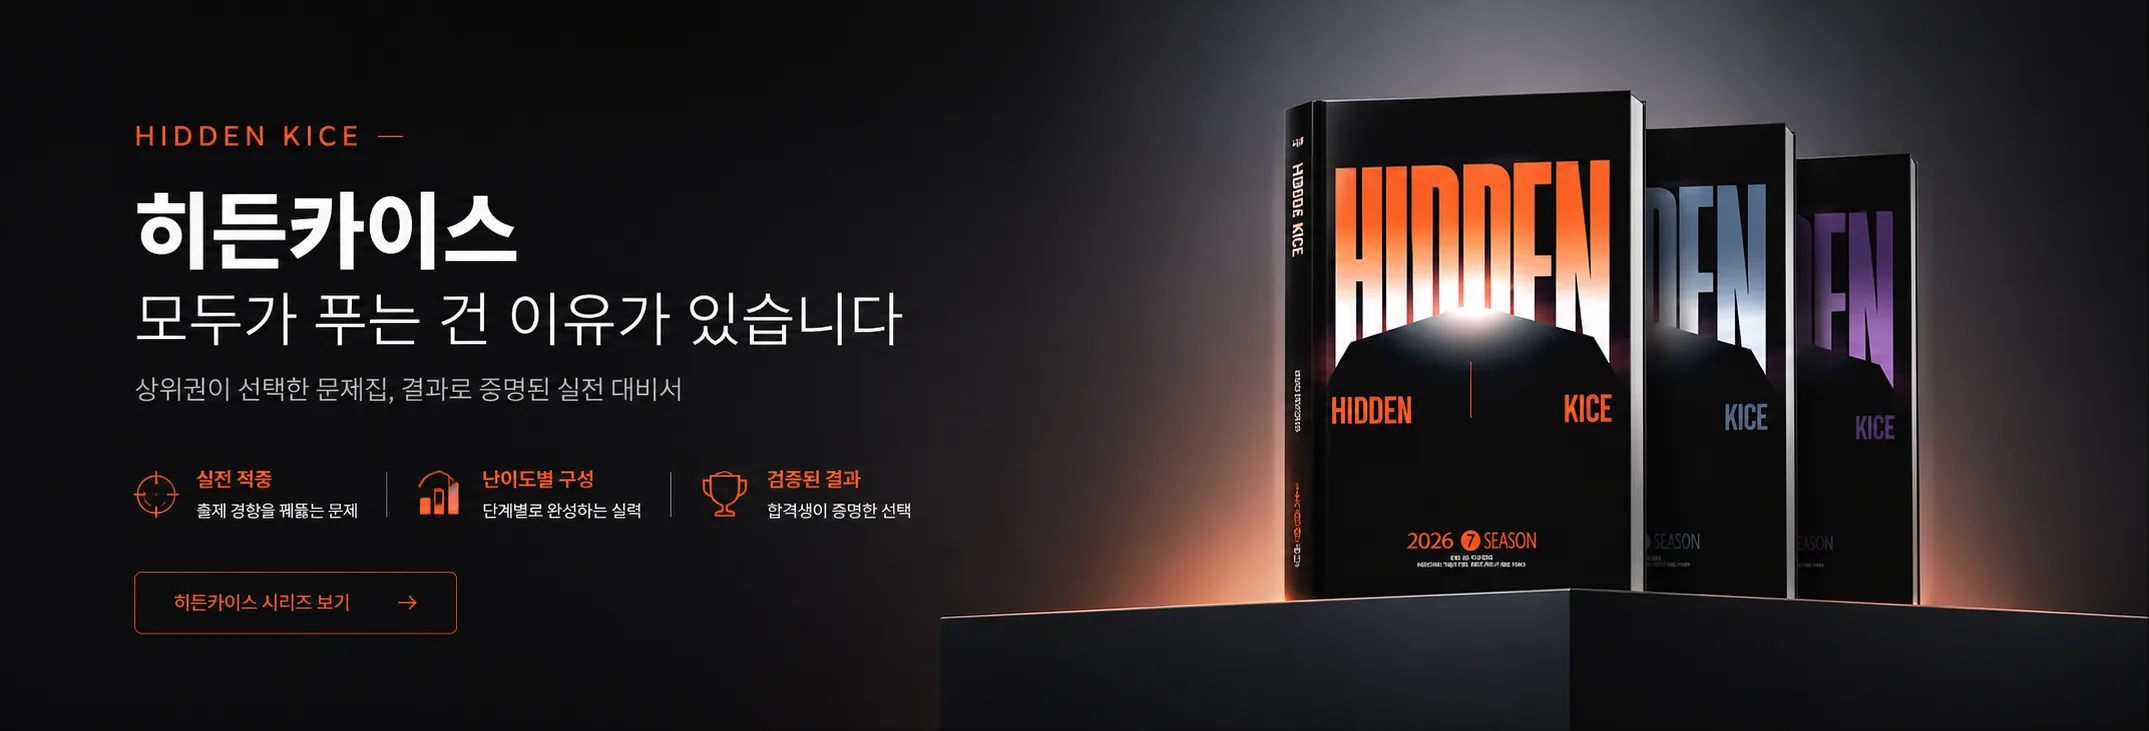 HIDDEN KICE —
히든카이스
모두가 푸는 건 이유가 있습니다
상위권이 선택한 문제집, 결과로 증명된 실전 대비서
실전 적중
출제 경향을 꿰뚫는 문제
난이도별 구성
단계별로 완성하는 실력
검증된 결과
합격생이 증명한 선택
히든카이스 시리즈 보기 →
HIDDE KICE
HIDDEN
HIDDEN KICE
2026 7 SEASON
DEN
KICE
SEASON
EN
KICE
EASON